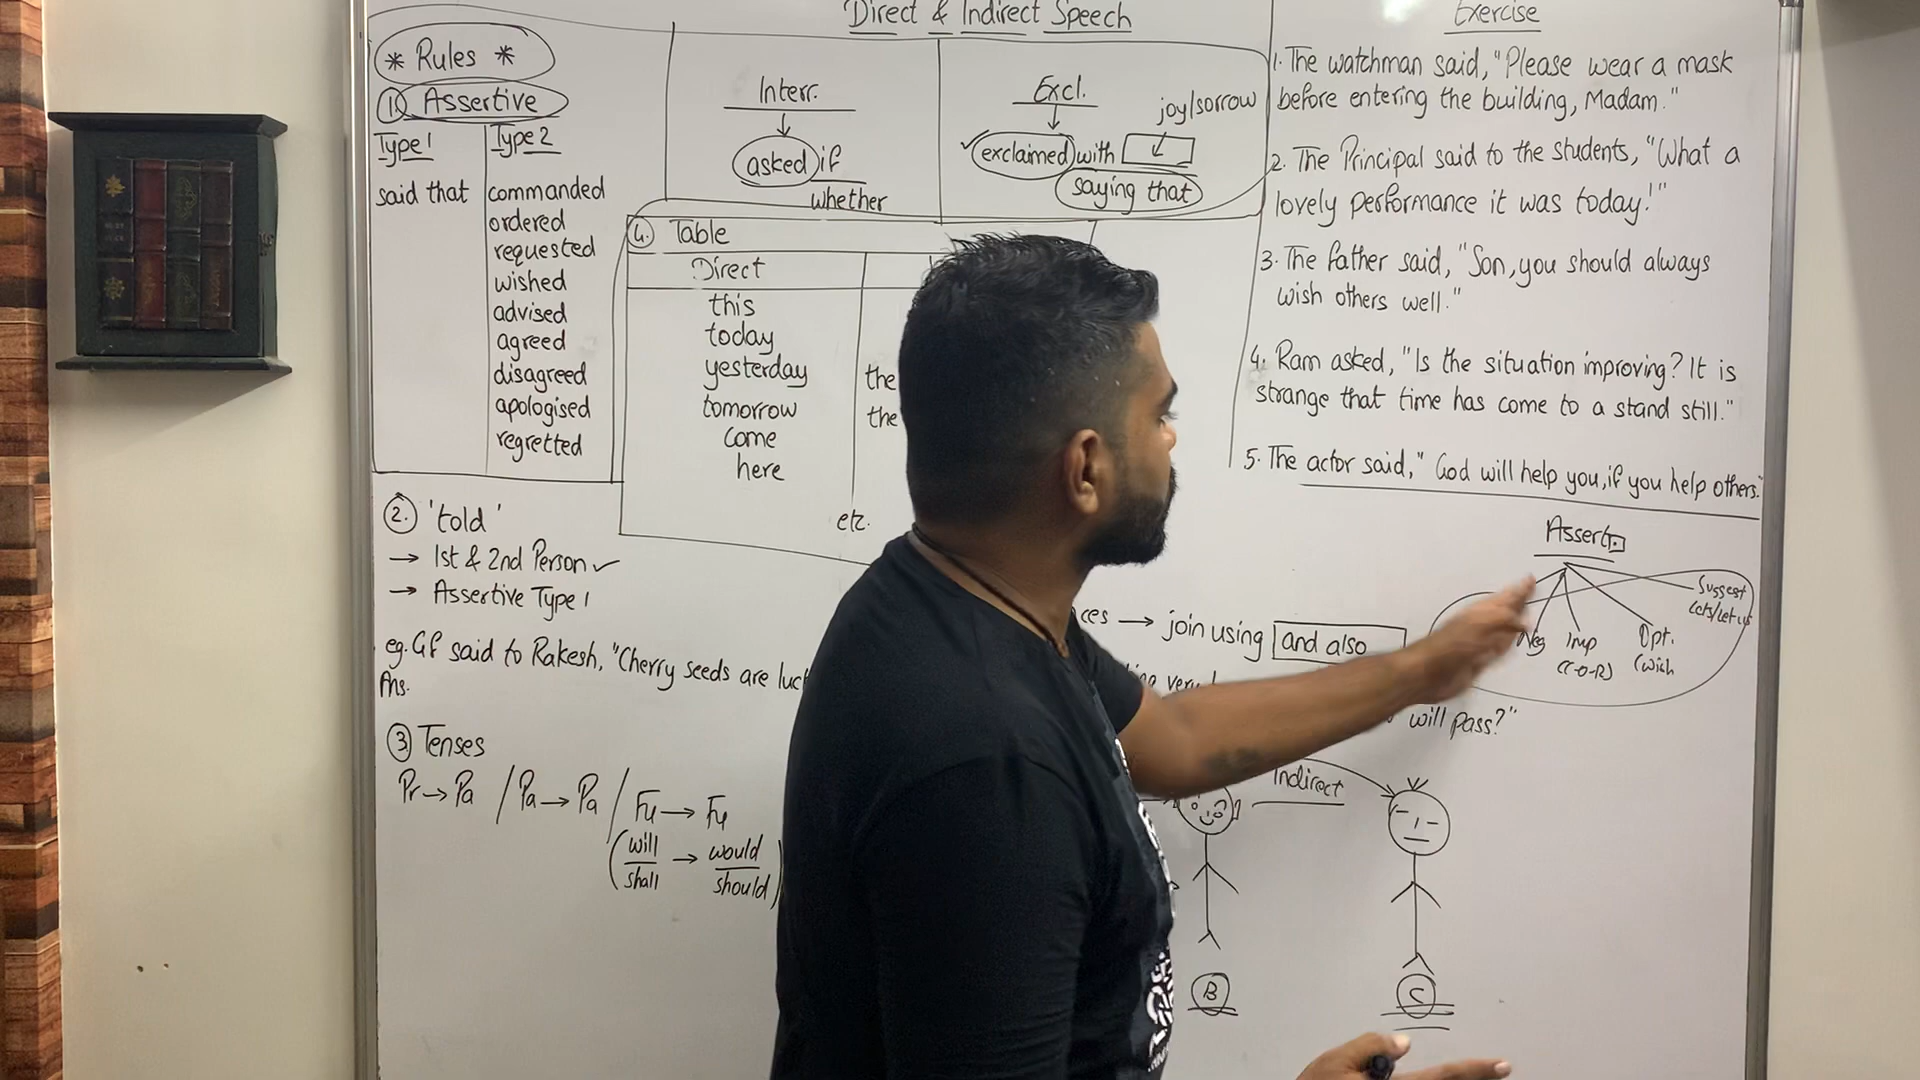 Direct & Indirect Speech
* Rules *
① Assertive
Type 1
said that
Type 2
commanded
ordered
requested
wished
advised
agreed
disagreed
apologised
regretted
Interr.
asked if
whether
Excl.
joy/sorrow
exclaimed with
saying that
4. Table
Direct
this
today
yesterday
tomorrow
come
here
the
the
etc.
2. 'told'
→ 1st & 2nd Person ✓
→ Assertive Type 1
eg. GF said to Rakesh, "Cherry seeds are
Ans.
③ Tenses
Pr → Pa / Pa → Pa / Fu → Fu
(will → would
shall should)
→ join using and also
will pass?"
Indirect
B
C
Exercise
1. The watchman said, "Please wear a mask
before entering the building, Madam."
2. The Principal said to the students, "What a
lovely performance it was today!"
3. The father said, "Son, you should always
wish others well."
4. Ram asked, "Is the situation improving? It is
strange that time has come to a stand still."
5. The actor said, "God will help you, if you help others."
Assert.
Neg
Imp
(C-O-R)
Opt.
(wish
Suggest
Lets/Let us